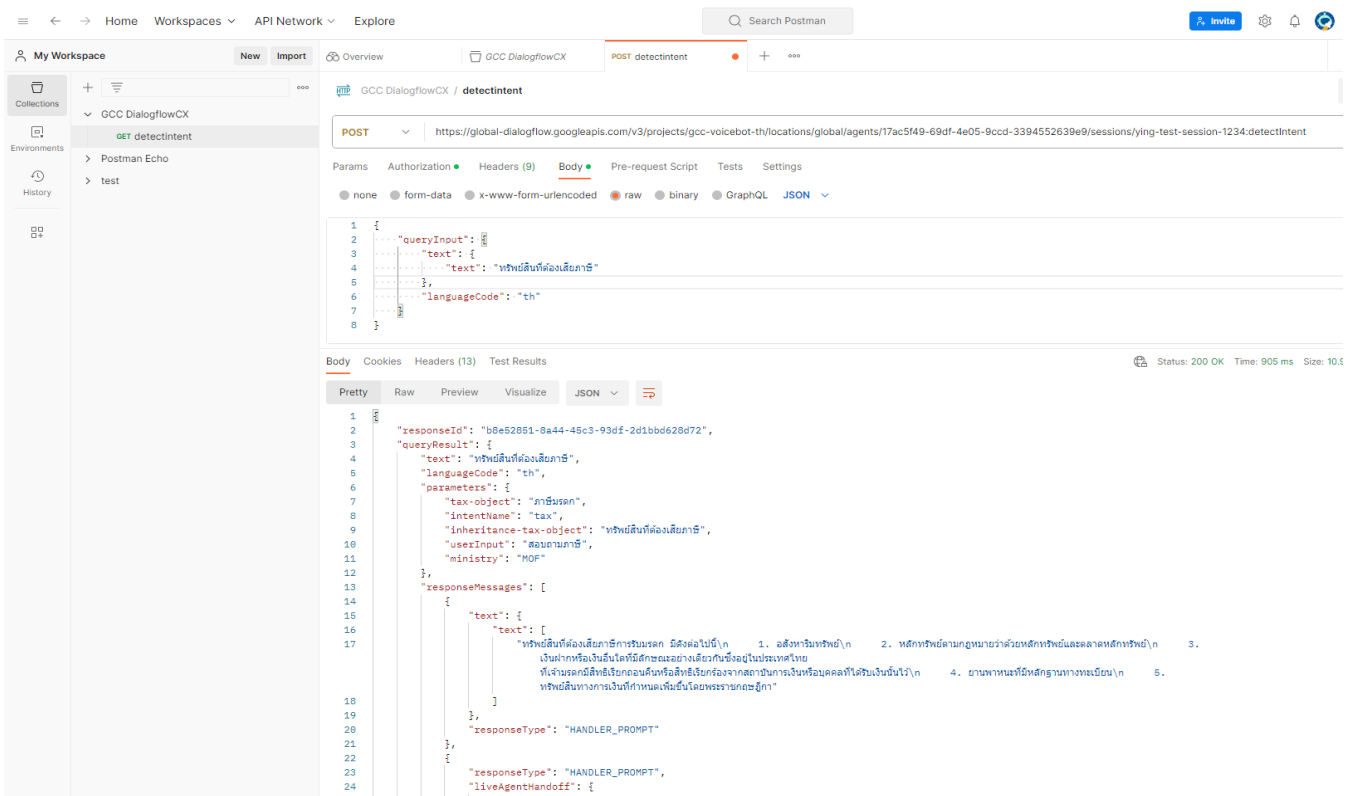 Home Workspaces API Network Explore Search Postman Invite
My Workspace New Import Overview GCC DialogflowCX POST detectintent
Collections
Environments
History
GCC DialogflowCX
GET detectintent
Postman Echo
test
GCC DialogflowCX / detectintent
POST https://global-dialogflow.googleapis.com/v3/projects/gcc-voicebot-th/locations/global/agents/17ac5f49-69df-4e05-9ccd-3394552639e9/sessions/ying-test-session-1234:detectIntent
Params Authorization Headers (9) Body Pre-request Script Tests Settings
none form-data x-www-form-urlencoded raw binary GraphQL JSON
1 {
2 "queryInput": {
3 "text": {
4 "text": "ทรัพย์สินที่ต้องเสียภาษี"
5 },
6 "languageCode": "th"
7 }
8 }
Body Cookies Headers (13) Test Results Status: 200 OK Time: 905 ms Size: 10.9
Pretty Raw Preview Visualize JSON
1 {
2 "responseId": "b8e52851-8a44-45c3-93df-2d1bbd628d72",
3 "queryResult": {
4 "text": "ทรัพย์สินที่ต้องเสียภาษี",
5 "languageCode": "th",
6 "parameters": {
7 "tax-object": "ภาษีมรดก",
8 "intentName": "tax",
9 "inheritance-tax-object": "ทรัพย์สินที่ต้องเสียภาษี",
10 "userInput": "สอบถามภาษี",
11 "ministry": "MOF"
12 },
13 "responseMessages": [
14 {
15 "text": {
16 "text": [
17 "ทรัพย์สินที่ต้องเสียภาษีการรับมรดก มีดังต่อไปนี้\n 1. อสังหาริมทรัพย์\n 2. หลักทรัพย์ตามกฎหมายว่าด้วยหลักทรัพย์และตลาดหลักทรัพย์\n 3.
เงินฝากหรือเงินอื่นใดที่มีลักษณะอย่างเดียวกันซึ่งอยู่ในประเทศไทย
ที่เจ้ามรดกมีสิทธิเรียกถอนคืนหรือสิทธิเรียกร้องจากสถาบันการเงินหรือบุคคลที่ได้รับเงินนั้นไว้\n 4. ยานพาหนะที่มีหลักฐานทางทะเบียน\n 5.
ทรัพย์สินทางการเงินที่กำหนดเพิ่มขึ้นโดยพระราชกฤษฎีกา"
18 ]
19 },
20 "responseType": "HANDLER_PROMPT"
21 },
22 {
23 "responseType": "HANDLER_PROMPT",
24 "liveAgentHandoff": {